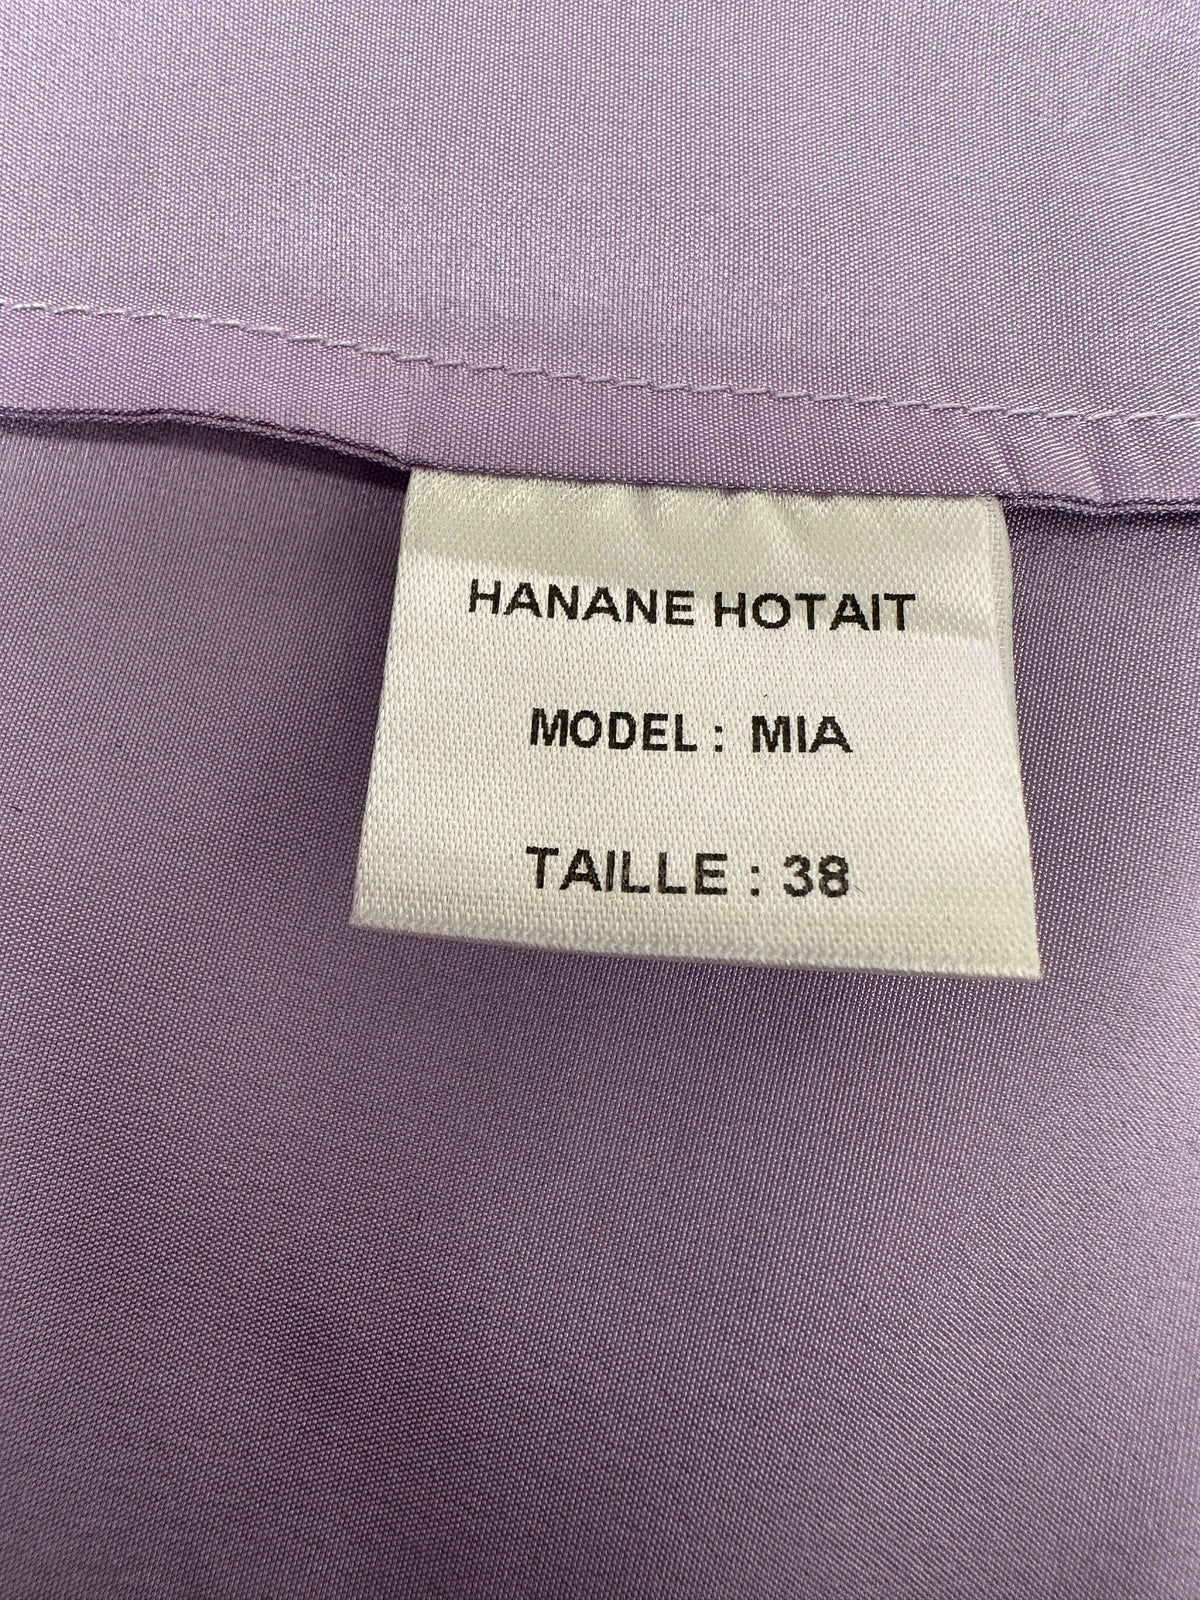 HANANE HOTAIT
MODEL : MIA
TAILLE : 38